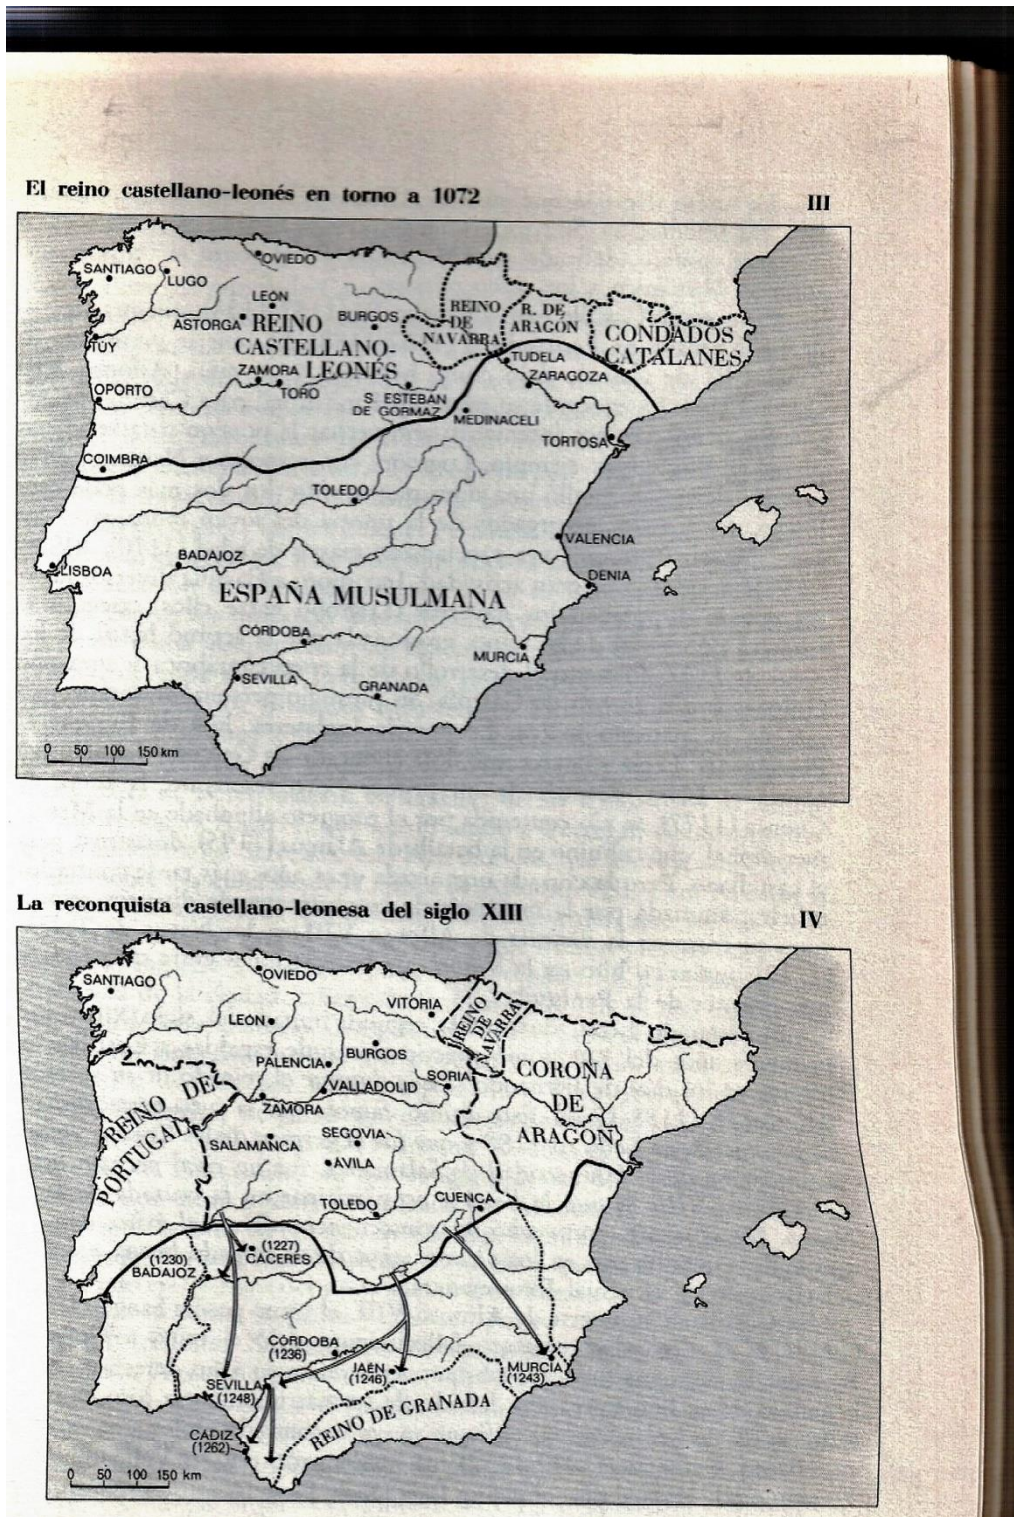 El reino castellano-leonés en torno a 1072
III
OVIEDO
SANTIAGO
LUGO
LEÓN
BURGOS
ASTORGA
REINO
CASTELLANO-
LEONÉS
REINO
DE
NAVARRA
R. DE
ARAGÓN
CONDADOS
CATALANES
TÚY
TUDELA
ZAMORA
ZARAGOZA
OPORTO
TORO
S. ESTEBAN
DE GORMAZ
MEDINACELI
TORTOSA
COIMBRA
TOLEDO
VALENCIA
BADAJOZ
LISBOA
DENIA
ESPAÑA MUSULMANA
CÓRDOBA
MURCIA
SEVILLA
GRANADA
0 50 100 150 km
La reconquista castellano-leonesa del siglo XIII
IV
OVIEDO
SANTIAGO
VITORIA
LEÓN
REINO
DE
NAVARRA
BURGOS
PALENCIA
SORIA
CORONA
DE
ARAGÓN
VALLADOLID
REINO DE
PORTUGAL
ZAMORA
SALAMANCA
SEGOVIA
ÁVILA
TOLEDO
CUENCA
(1227)
CÁCERES
(1230)
BADAJOZ
CÓRDOBA
(1236)
JAÉN
(1246)
MURCIA
(1243)
SEVILLA
(1248)
REINO DE GRANADA
CÁDIZ
(1262)
0 50 100 150 km